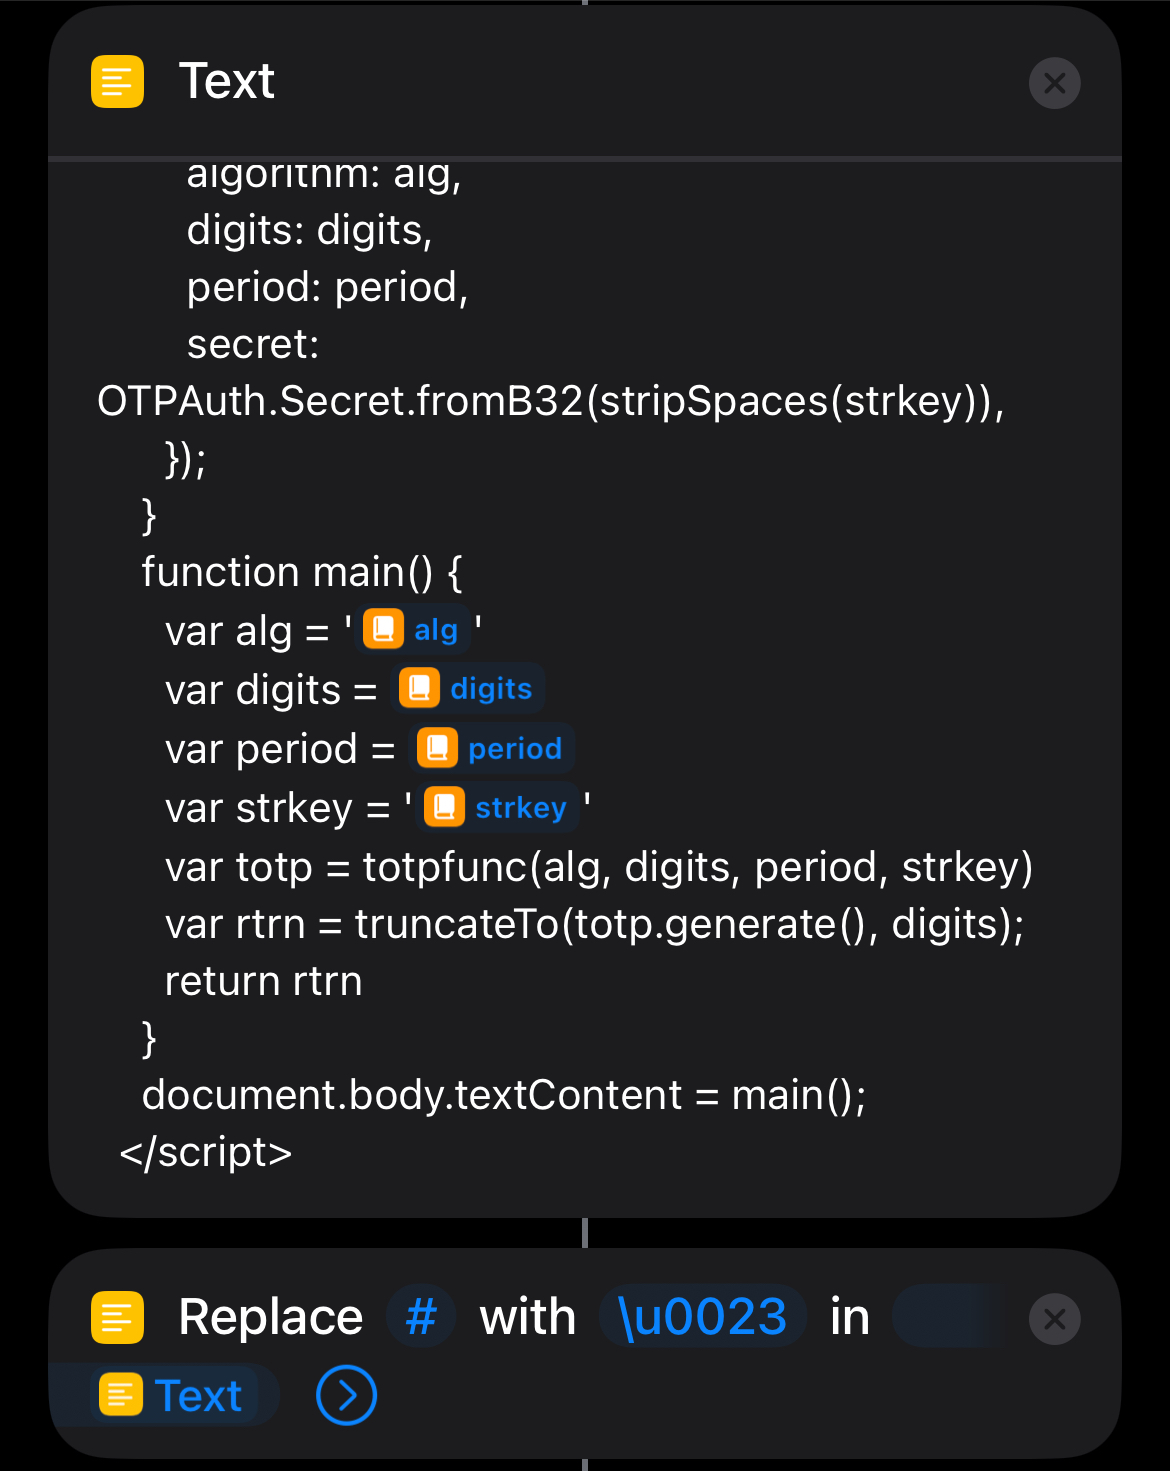 Text
algorithm: alg,
digits: digits,
period: period,
secret:
OTPAuth.Secret.fromB32(stripSpaces(strkey)),
});
}
function main() {
var alg = 'alg'
var digits = digits
var period = period
var strkey = 'strkey'
var totp = totpfunc(alg, digits, period, strkey)
var rtrn = truncateTo(totp.generate(), digits);
return rtrn
}
document.body.textContent = main();
</script>
Replace # with \u0023 in
Text